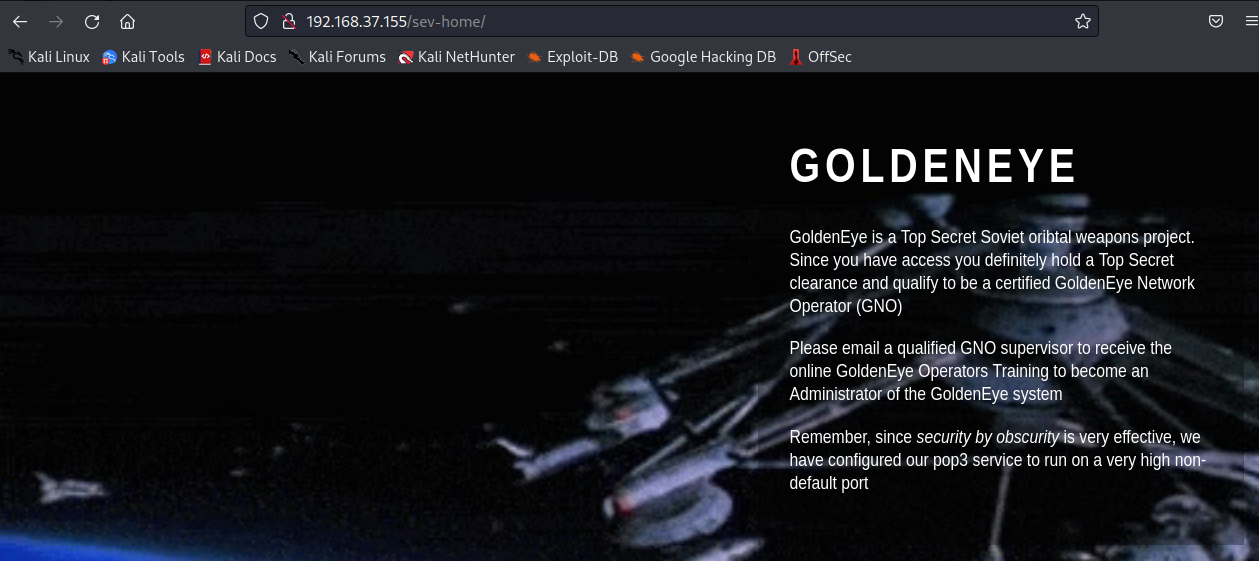 192.168.37.155/sev-home/
Kali Linux Kali Tools Kali Docs Kali Forums Kali NetHunter Exploit-DB Google Hacking DB OffSec
GOLDENEYE
GoldenEye is a Top Secret Soviet oribtal weapons project.
Since you have access you definitely hold a Top Secret
clearance and qualify to be a certified GoldenEye Network
Operator (GNO)
Please email a qualified GNO supervisor to receive the
online GoldenEye Operators Training to become an
Administrator of the GoldenEye system
Remember, since security by obscurity is very effective, we
have configured our pop3 service to run on a very high non-
default port